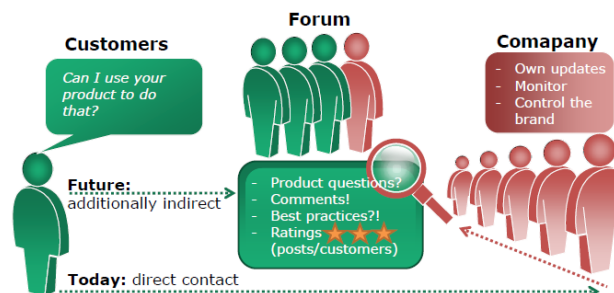 Forum
Customers
Comapany
Can I use your
product to do
that?
- Own updates
- Monitor
- Control the
brand
Future:
additionally indirect
- Product questions?
- Comments!
- Best practices?!
- Ratings
(posts/customers)
Today: direct contact